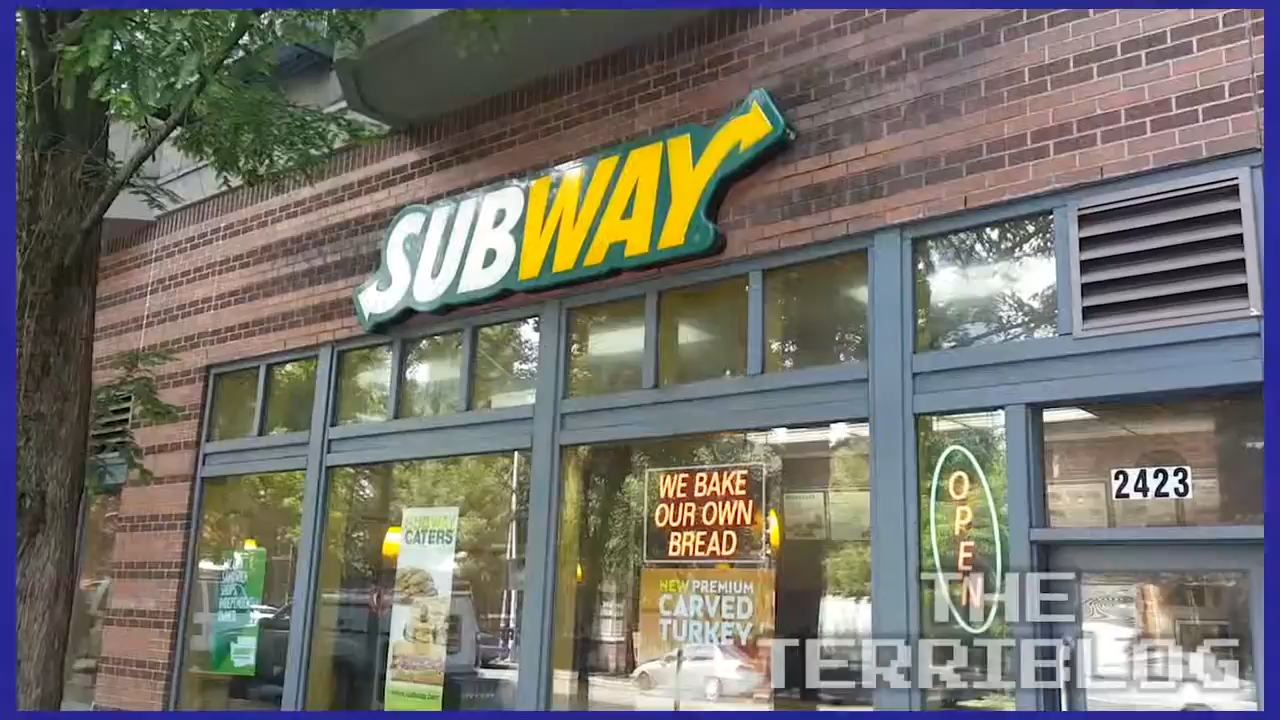 SUBWAY
2423
OPEN
WE BAKE
OUR OWN
BREAD
SUBWAY
CATERS
NEW PREMIUM
CARVED
TURKEY
THE
TERRIBLOG